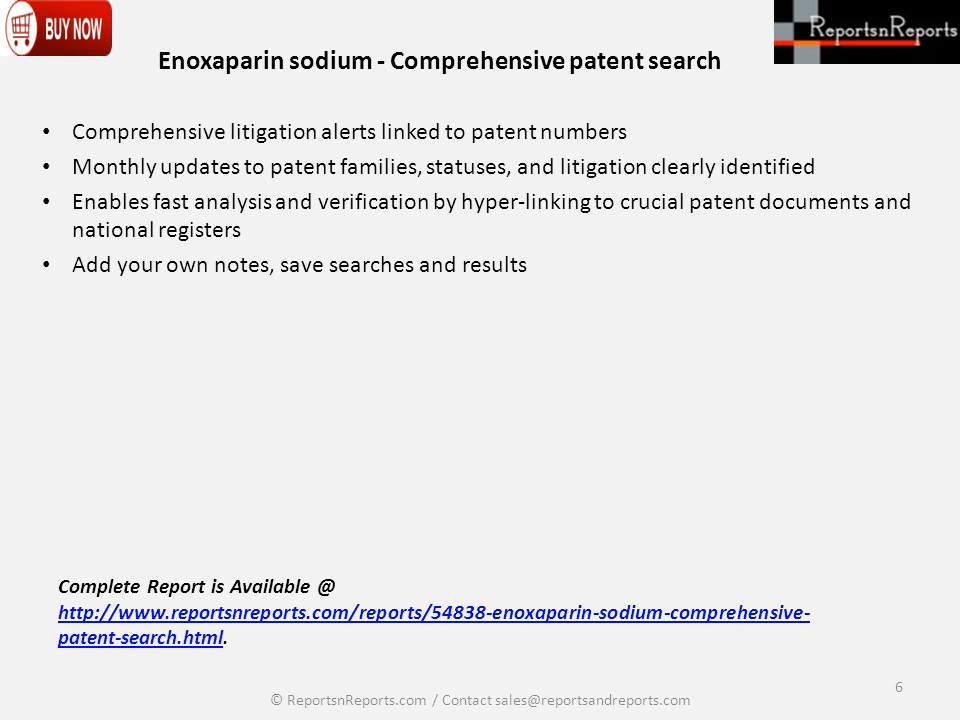 BUY NOW
ReportsnReports
Enoxaparin sodium - Comprehensive patent search
• Comprehensive litigation alerts linked to patent numbers
• Monthly updates to patent families, statuses, and litigation clearly identified
• Enables fast analysis and verification by hyper-linking to crucial patent documents and
national registers
• Add your own notes, save searches and results
Complete Report is Available @
http://www.reportsnreports.com/reports/54838-enoxaparin-sodium-comprehensive-
patent-search.html.
6
© ReportsnReports.com / Contact sales@reportsandreports.com